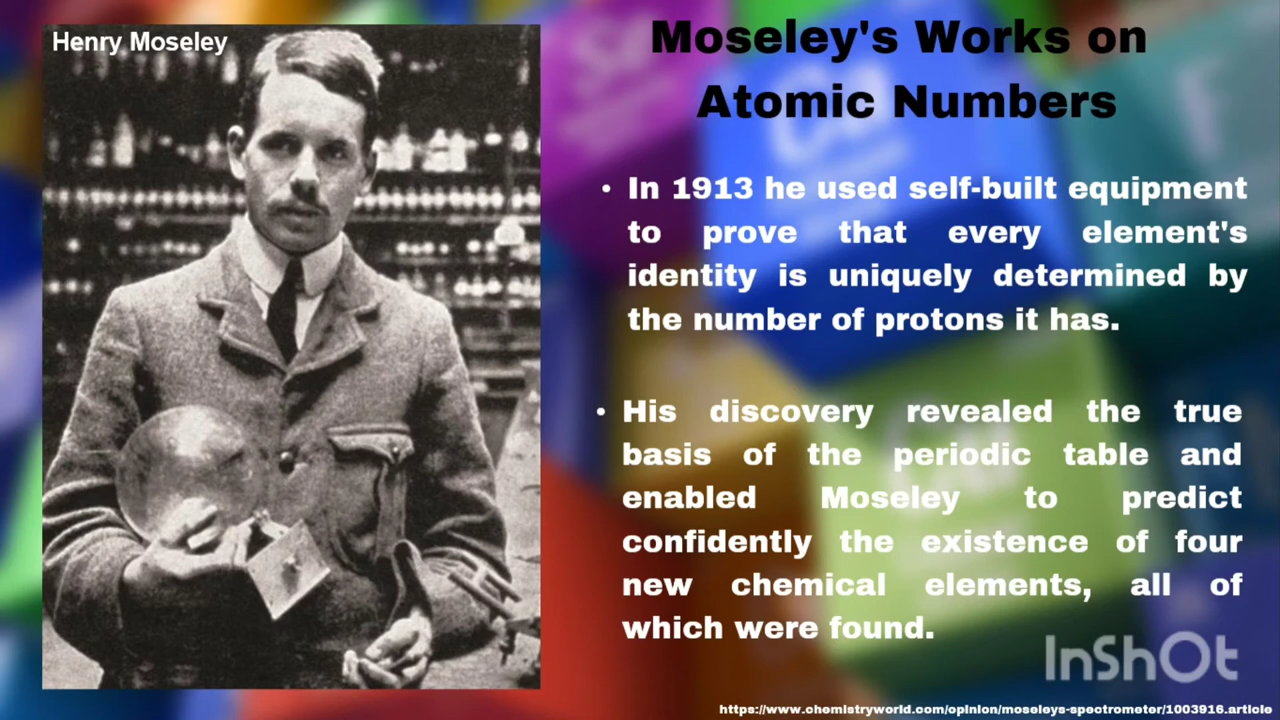 Henry Moseley
Moseley's Works on
Atomic Numbers
• In 1913 he used self-built equipment
to prove that every element's
identity is uniquely determined by
the number of protons it has.
• His discovery revealed the true
basis of the periodic table and
enabled Moseley to predict
confidently the existence of four
new chemical elements, all of
which were found.
InShOt
https://www.chemistryworld.com/opinion/moseleys-spectrometer/1003916.article